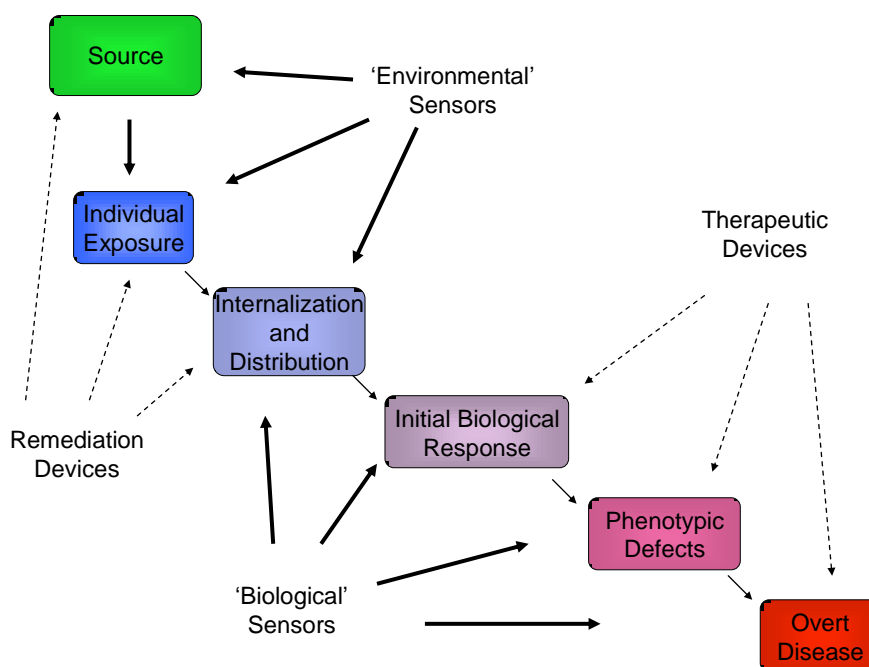 Source
‘Environmental’
Sensors
Individual
Exposure
Therapeutic
Devices
Internalization
and
Distribution
Initial Biological
Response
Remediation
Devices
Phenotypic
Defects
‘Biological’
Sensors
Overt
Disease